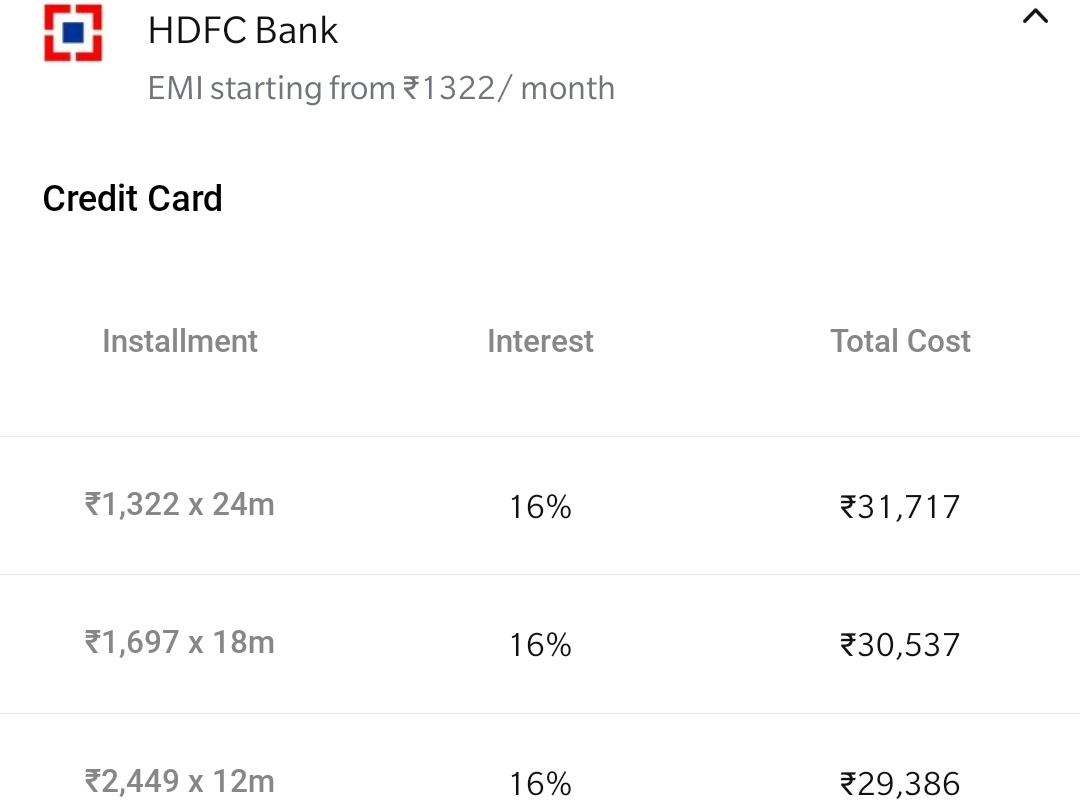 HDFC Bank
EMI starting from ₹1322/ month
Credit Card
Installment Interest Total Cost
₹1,322 x 24m 16% ₹31,717
₹1,697 x 18m 16% ₹30,537
₹2,449 x 12m 16% ₹29,386